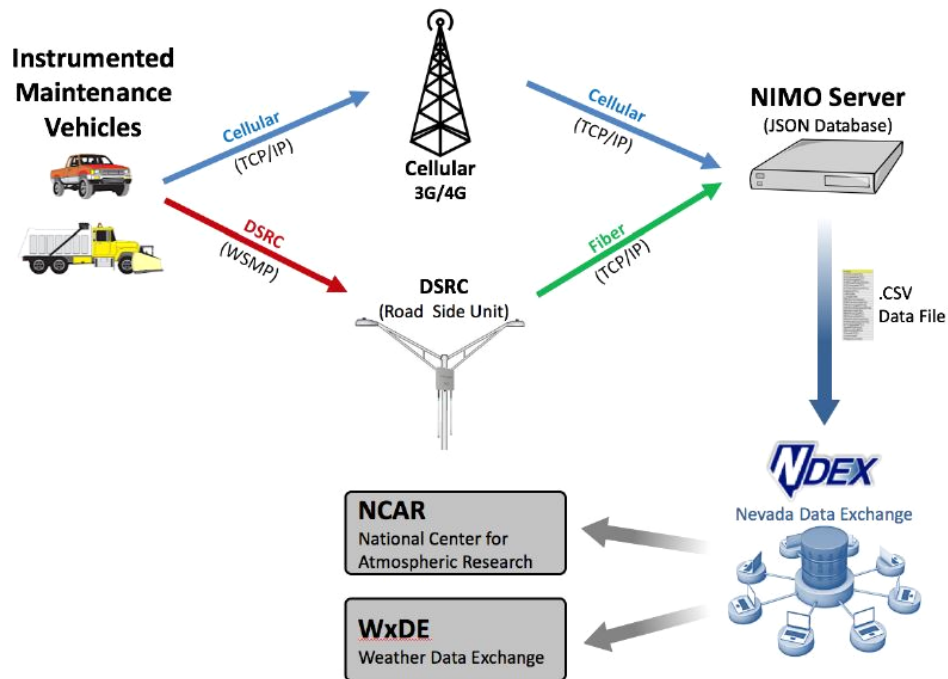 Instrumented
Maintenance
Vehicles
Cellular
(TCP/IP)
Cellular
3G/4G
Cellular
(TCP/IP)
NIMO Server
(JSON Database)
DSRC
(WSMP)
DSRC
(Road Side Unit)
Fiber
(TCP/IP)
.CSV
Data File
NDEX
Nevada Data Exchange
NCAR
National Center for
Atmospheric Research
WxDE
Weather Data Exchange